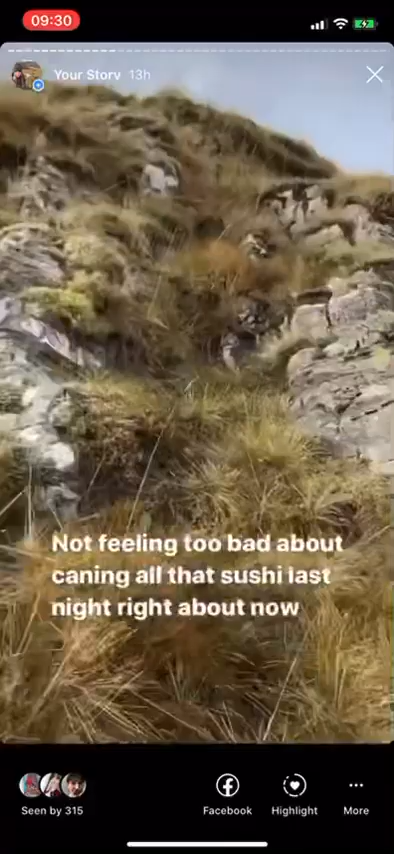 09:30
Your Story 13h
Not feeling too bad about
caning all that sushi last
night right about now
Seen by 315
Facebook
Highlight
More